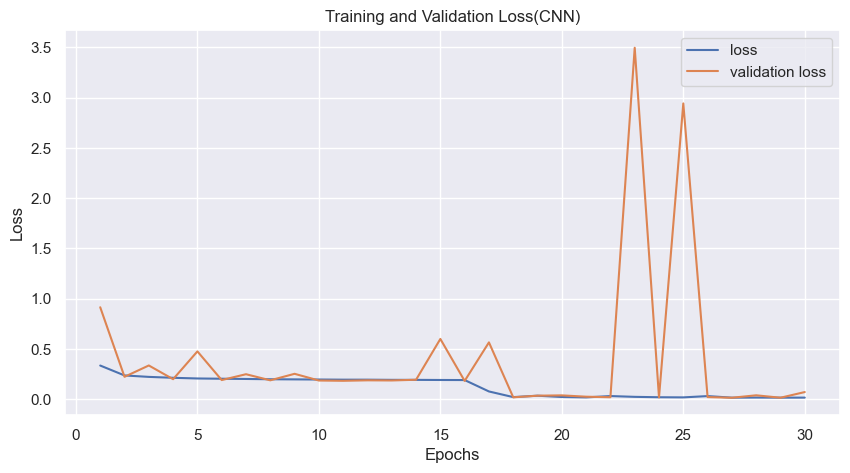 Training and Validation Loss(CNN)
loss
validation loss
3.5
3.0
2.5
2.0
1.5
1.0
0.5
0.0
Loss
0 5 10 15 20 25 30
Epochs